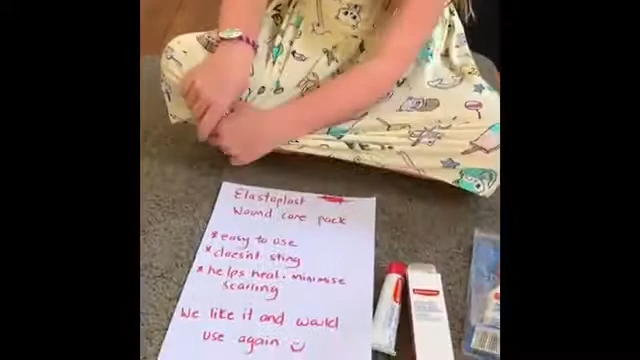 Elastoplast
Wound care pack
*easy to use
*doesn't sting
*helps heal. minimise
scarring
We like it and would
use again